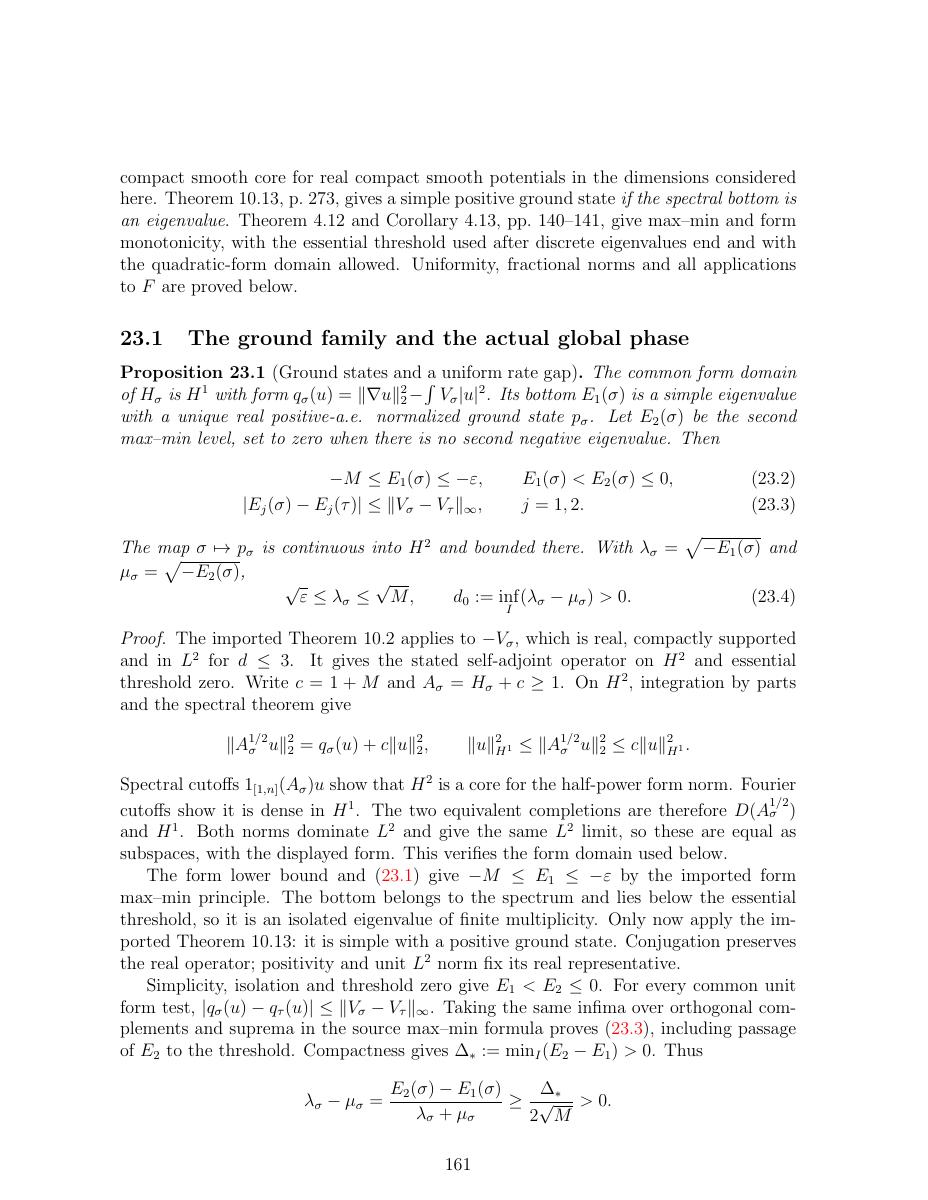 compact smooth core for real compact smooth potentials in the dimensions considered
here. Theorem 10.13, p. 273, gives a simple positive ground state if the spectral bottom is
an eigenvalue. Theorem 4.12 and Corollary 4.13, pp. 140–141, give max–min and form
monotonicity, with the essential threshold used after discrete eigenvalues end and with
the quadratic-form domain allowed. Uniformity, fractional norms and all applications
to F are proved below.
23.1 The ground family and the actual global phase
Proposition 23.1 (Ground states and a uniform rate gap). The common form domain
of H_σ is H^1 with form q_σ(u) = ‖∇u‖_2^2 − ∫ V_σ|u|^2. Its bottom E_1(σ) is a simple eigenvalue
with a unique real positive-a.e. normalized ground state p_σ. Let E_2(σ) be the second
max–min level, set to zero when there is no second negative eigenvalue. Then
−M ≤ E_1(σ) ≤ −ε, E_1(σ) < E_2(σ) ≤ 0, (23.2)
|E_j(σ) − E_j(τ)| ≤ ‖V_σ − V_τ‖_∞, j = 1, 2. (23.3)
The map σ ↦ p_σ is continuous into H^2 and bounded there. With λ_σ = √(−E_1(σ)) and
μ_σ = √(−E_2(σ)),
√ε ≤ λ_σ ≤ √M, d_0 := inf_I (λ_σ − μ_σ) > 0. (23.4)
Proof. The imported Theorem 10.2 applies to −V_σ, which is real, compactly supported
and in L^2 for d ≤ 3. It gives the stated self-adjoint operator on H^2 and essential
threshold zero. Write c = 1 + M and A_σ = H_σ + c ≥ 1. On H^2, integration by parts
and the spectral theorem give
‖A_σ^{1/2} u‖_2^2 = q_σ(u) + c‖u‖_2^2, ‖u‖_{H^1}^2 ≤ ‖A_σ^{1/2} u‖_2^2 ≤ c‖u‖_{H^1}^2.
Spectral cutoffs 1_{[1,n]}(A_σ)u show that H^2 is a core for the half-power form norm. Fourier
cutoffs show it is dense in H^1. The two equivalent completions are therefore D(A_σ^{1/2})
and H^1. Both norms dominate L^2 and give the same L^2 limit, so these are equal as
subspaces, with the displayed form. This verifies the form domain used below.
The form lower bound and (23.1) give −M ≤ E_1 ≤ −ε by the imported form
max–min principle. The bottom belongs to the spectrum and lies below the essential
threshold, so it is an isolated eigenvalue of finite multiplicity. Only now apply the im-
ported Theorem 10.13: it is simple with a positive ground state. Conjugation preserves
the real operator; positivity and unit L^2 norm fix its real representative.
Simplicity, isolation and threshold zero give E_1 < E_2 ≤ 0. For every common unit
form test, |q_σ(u) − q_τ(u)| ≤ ‖V_σ − V_τ‖_∞. Taking the same infima over orthogonal com-
plements and suprema in the source max–min formula proves (23.3), including passage
of E_2 to the threshold. Compactness gives Δ_* := min_I(E_2 − E_1) > 0. Thus
λ_σ − μ_σ = (E_2(σ) − E_1(σ))/(λ_σ + μ_σ) ≥ Δ_*/(2√M) > 0.
161